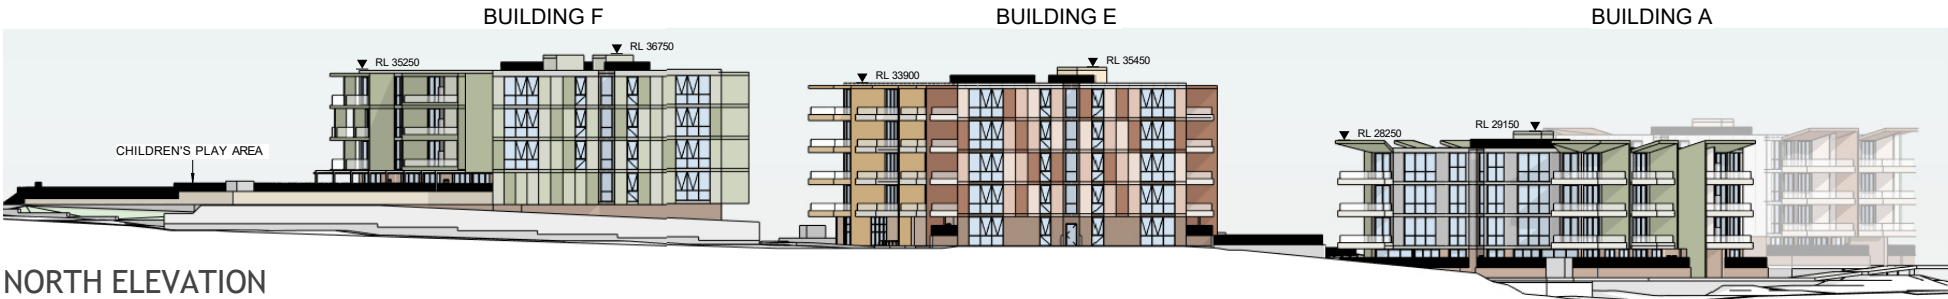 BUILDING F
BUILDING E
BUILDING A
RL 36750
RL 35250
RL 35450
RL 33900
RL 29150
RL 28250
CHILDREN'S PLAY AREA
NORTH ELEVATION